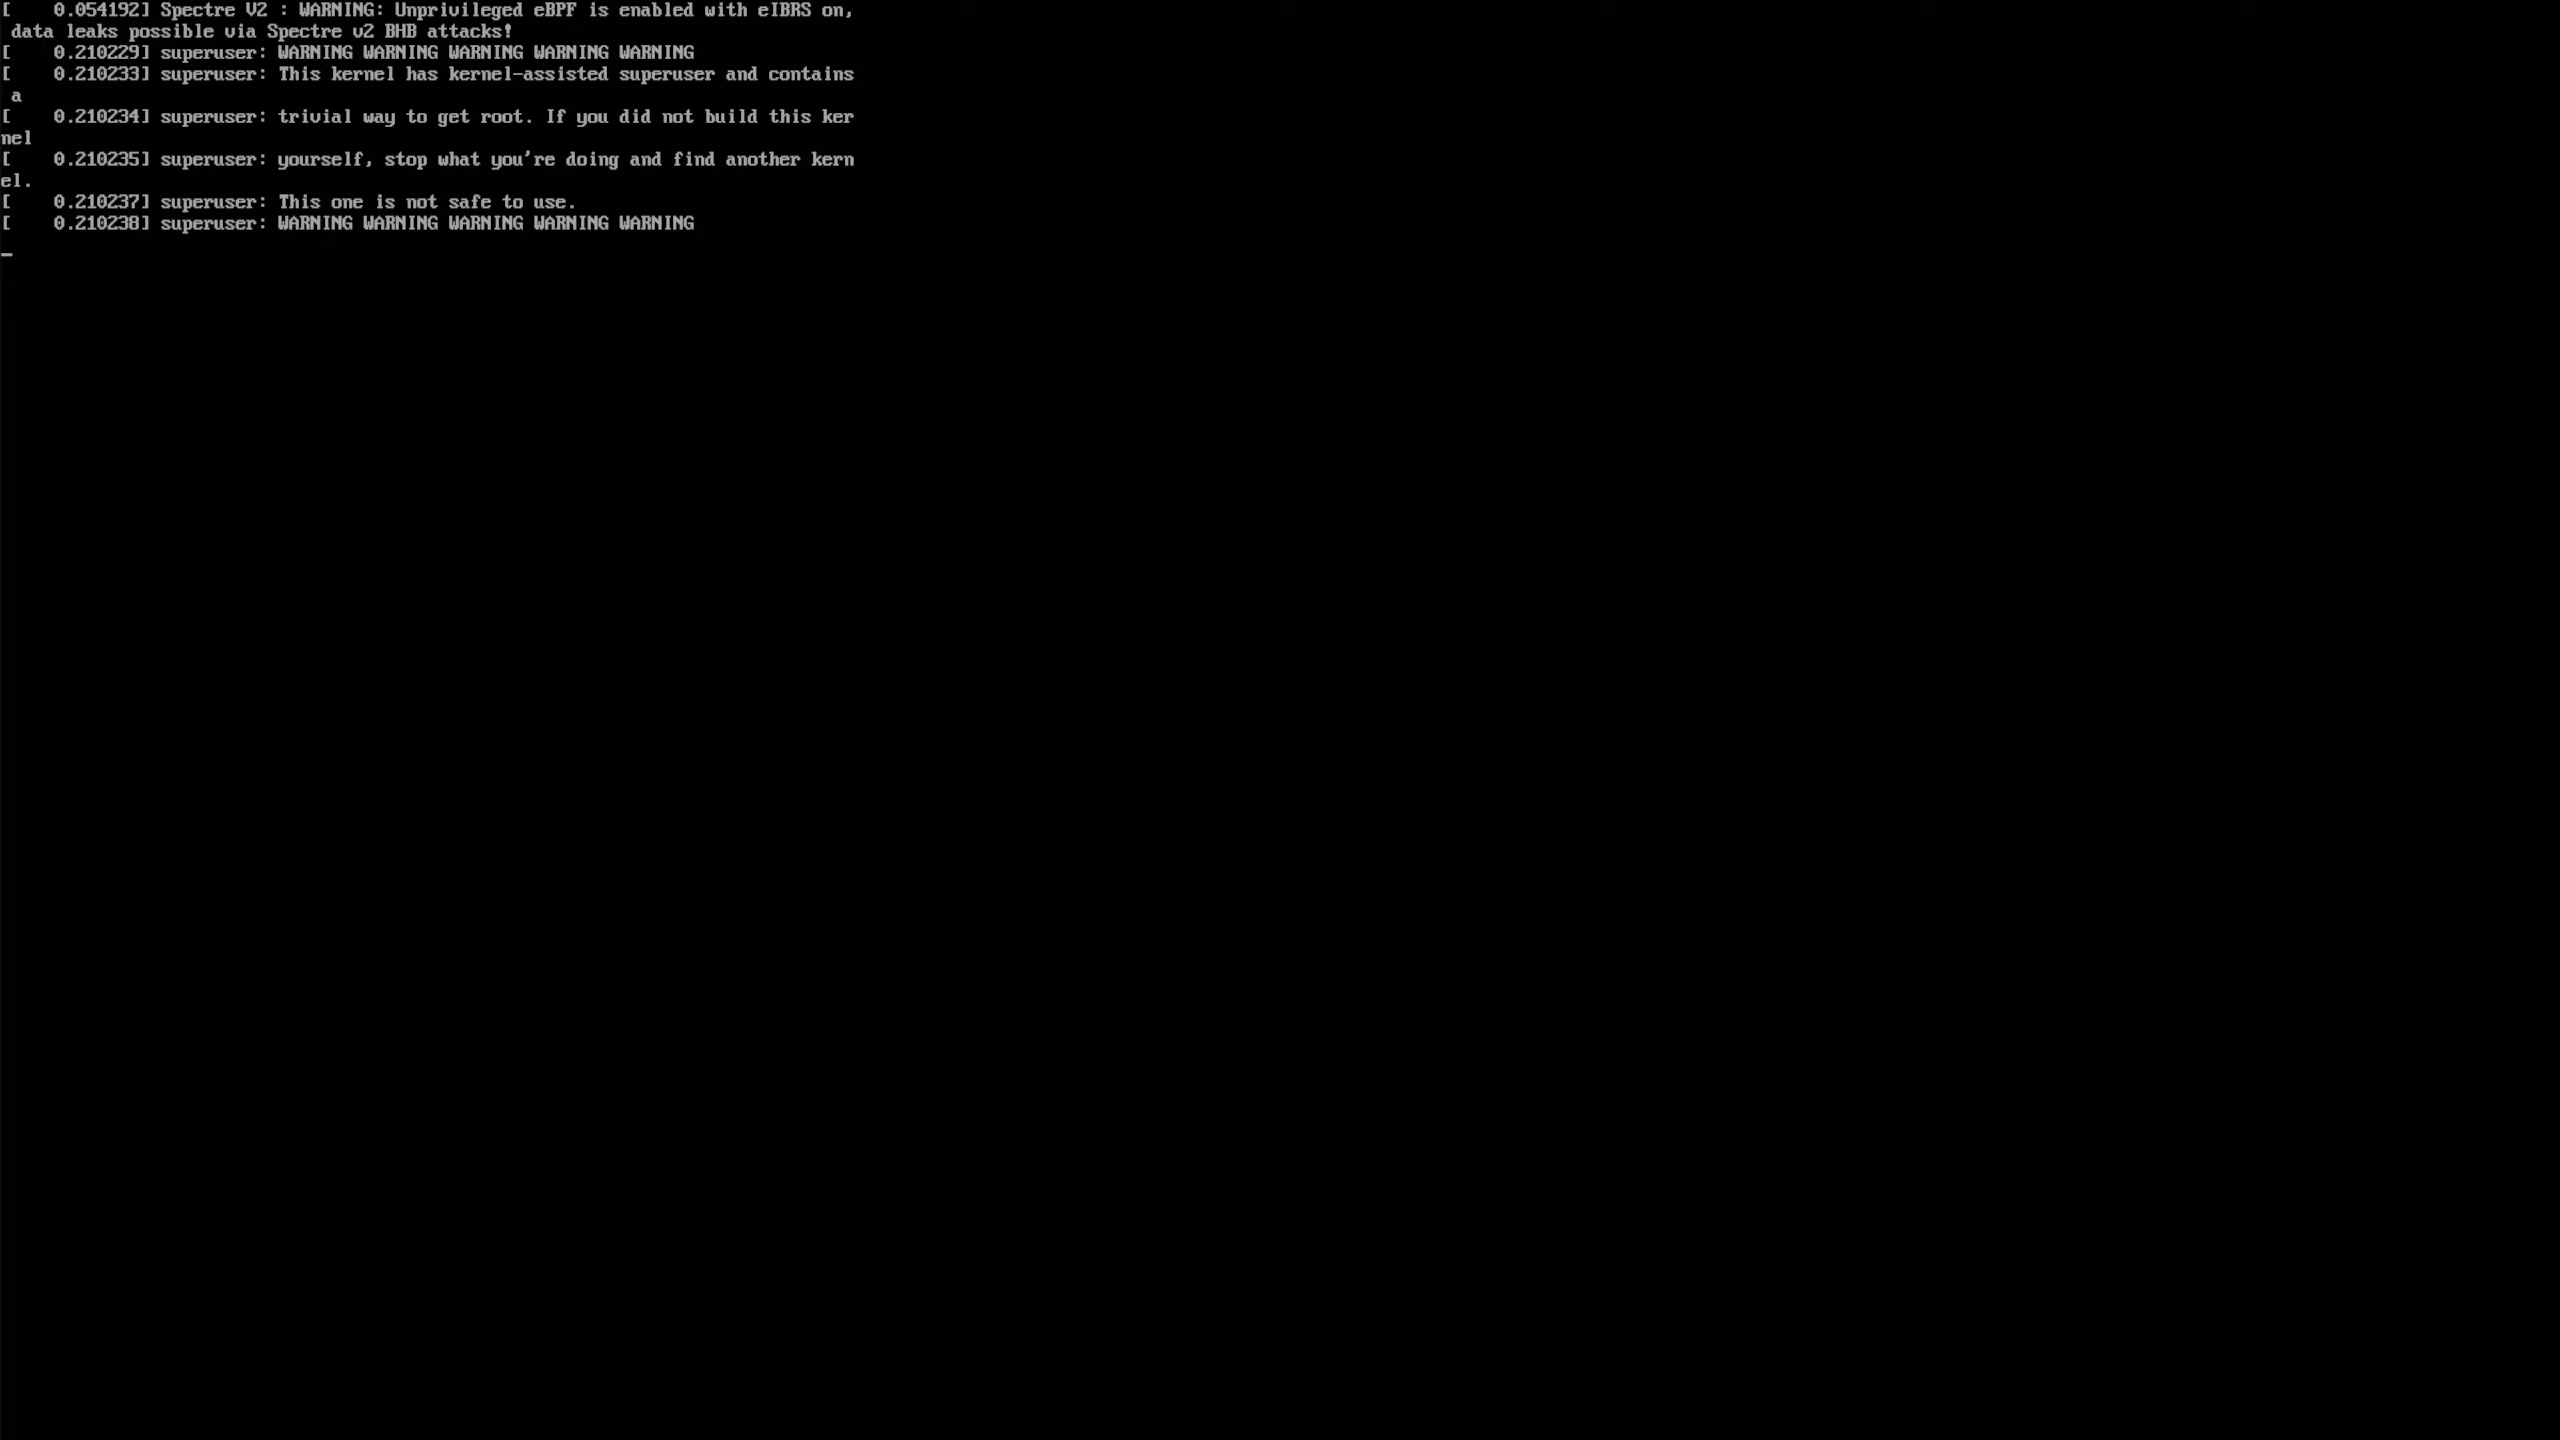 [    0.054192] Spectre V2 : WARNING: Unprivileged eBPF is enabled with eIBRS on,
 data leaks possible via Spectre v2 BHB attacks!
[    0.210229] superuser: WARNING WARNING WARNING WARNING WARNING
[    0.210233] superuser: This kernel has kernel-assisted superuser and contains
 a
[    0.210234] superuser: trivial way to get root. If you did not build this ker
nel
[    0.210235] superuser: yourself, stop what you're doing and find another kern
el.
[    0.210237] superuser: This one is not safe to use.
[    0.210238] superuser: WARNING WARNING WARNING WARNING WARNING